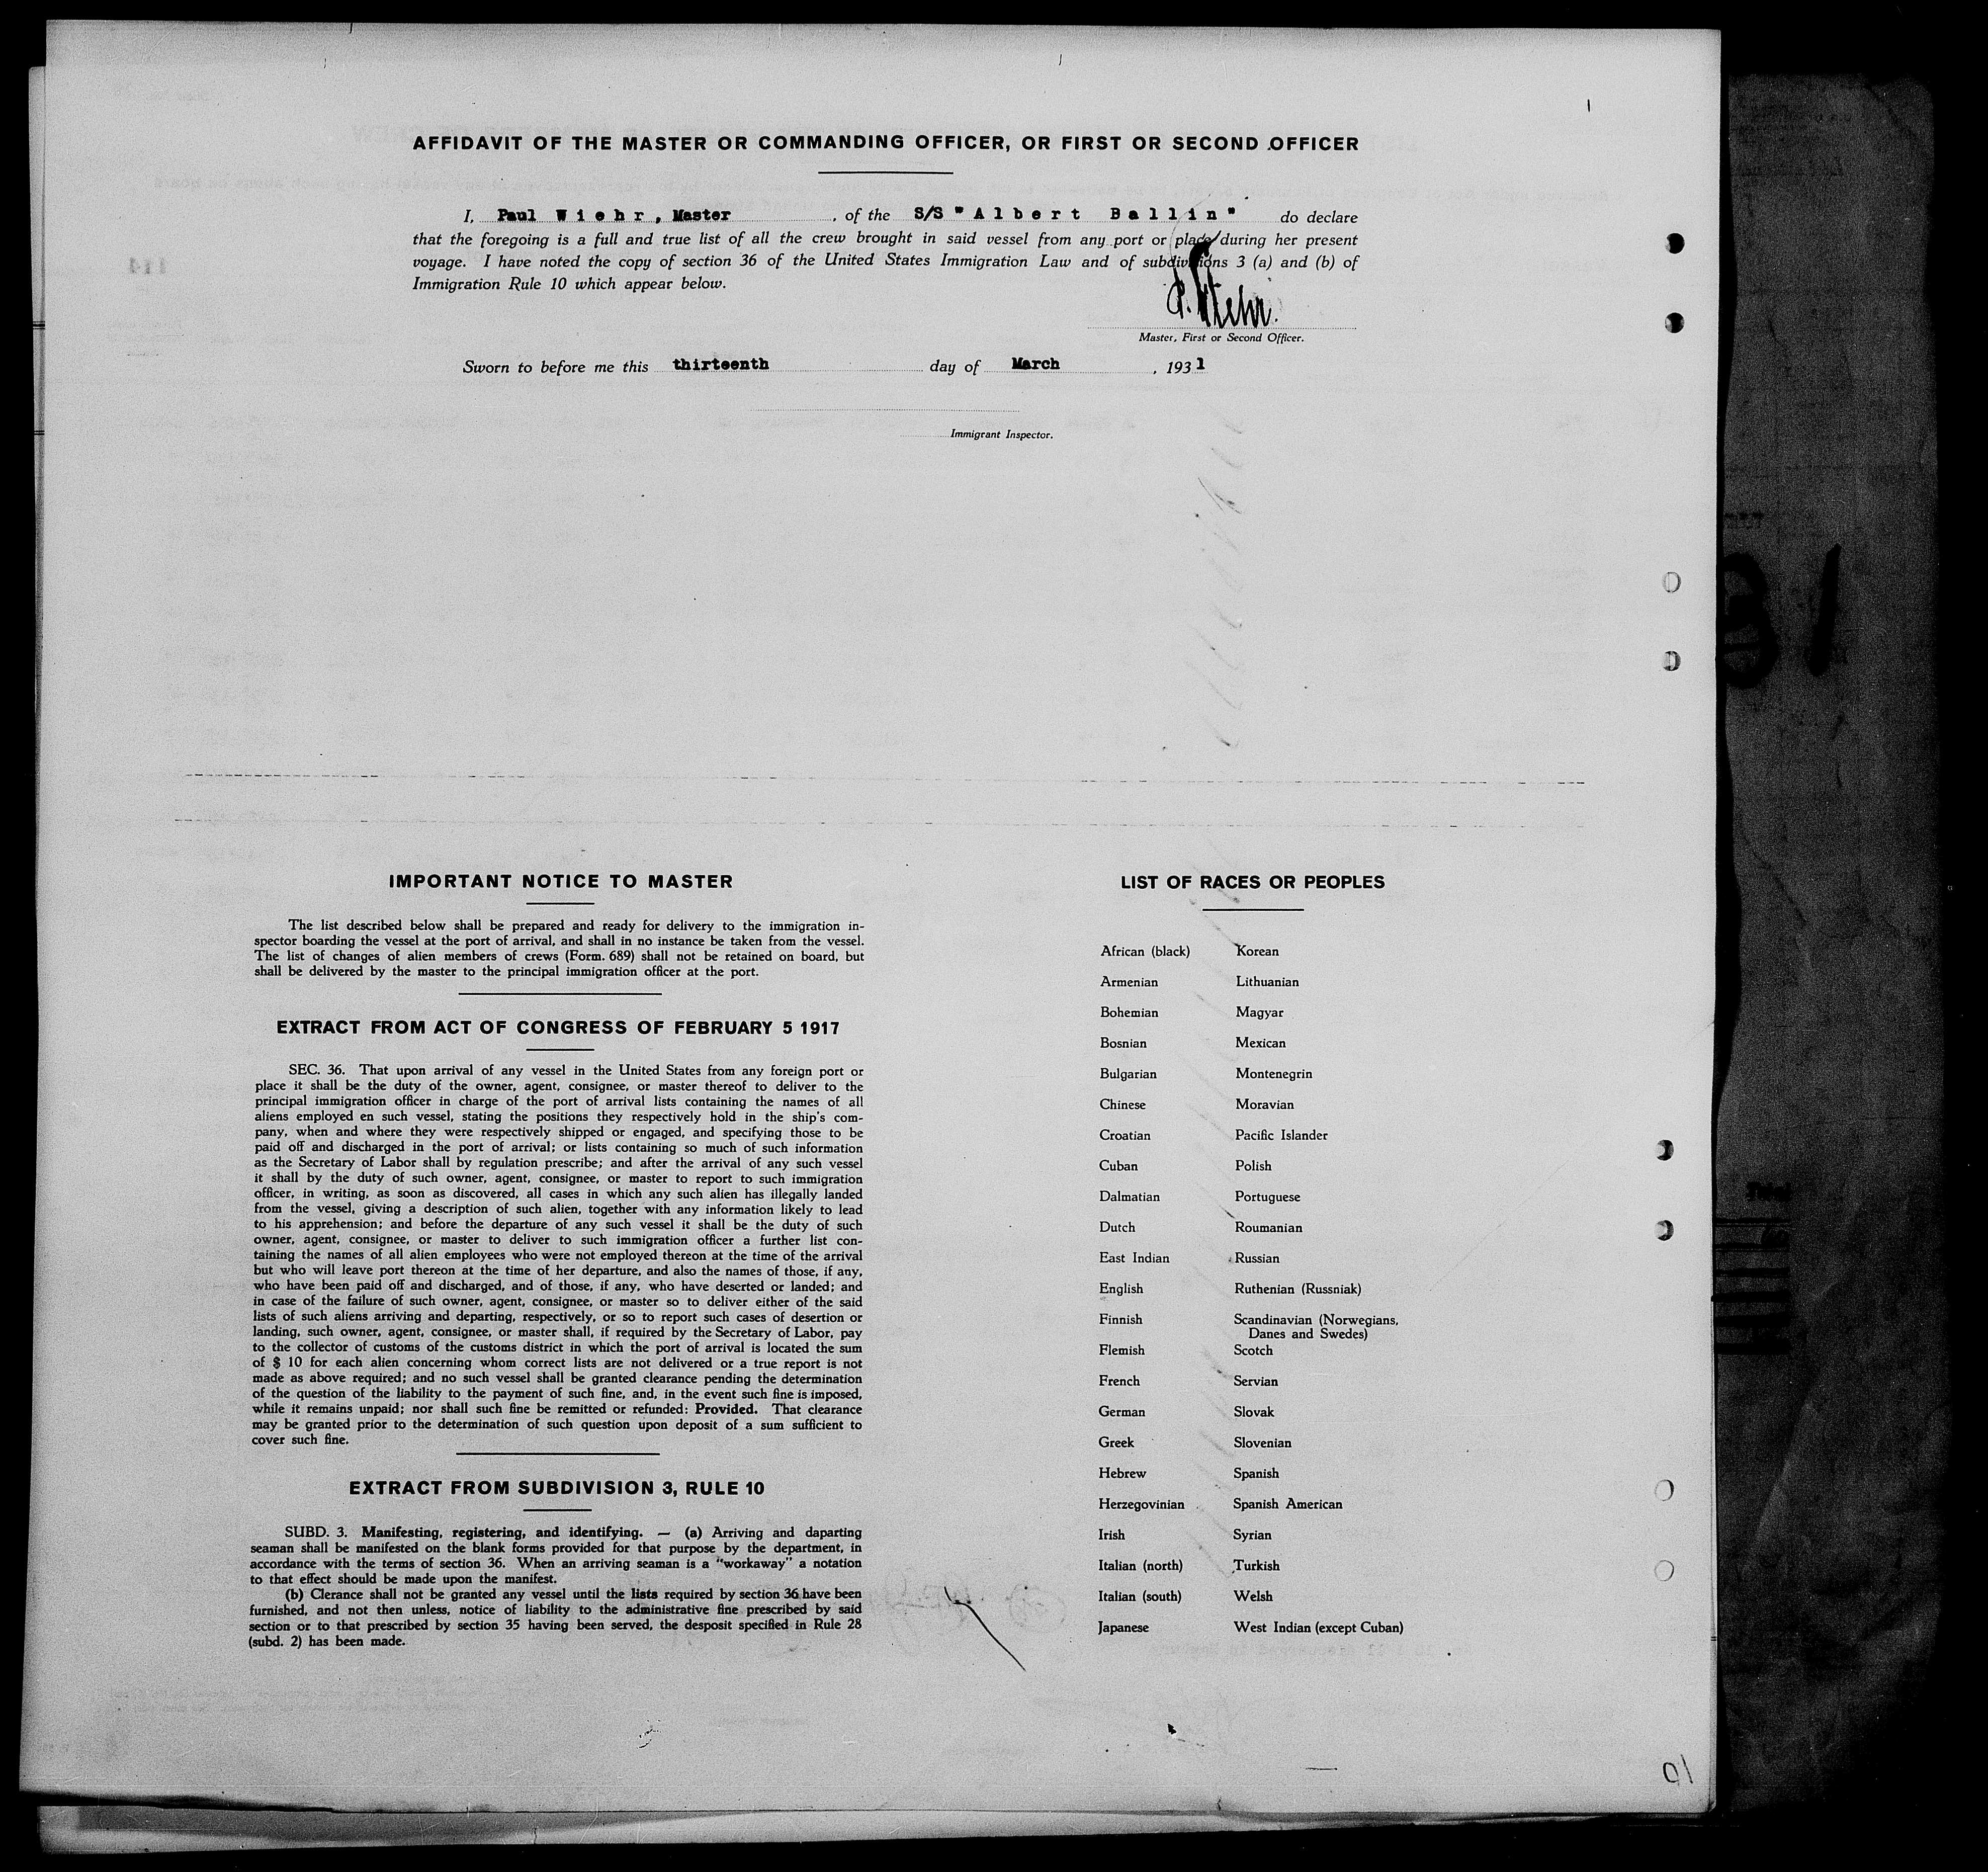 AFFIDAVIT OF THE MASTER OR COMMANDING OFFICER, OR FIRST OR SECOND OFFICER
I, Paul Wiehr, Master , of the S/S "Albert Ballin" do declare
that the foregoing is a full and true list of all the crew brought in said vessel from any port or place during her present
voyage. I have noted the copy of section 36 of the United States Immigration Law and of subdivisions 3 (a) and (b) of
Immigration Rule 10 which appear below.
P. Wiehr.
Master, First or Second Officer.
Sworn to before me this thirteenth day of March , 1931
Immigrant Inspector.
IMPORTANT NOTICE TO MASTER
The list described below shall be prepared and ready for delivery to the immigration in-
spector boarding the vessel at the port of arrival, and shall in no instance be taken from the vessel.
The list of changes of alien members of crews (Form. 689) shall not be retained on board, but
shall be delivered by the master to the principal immigration officer at the port.
EXTRACT FROM ACT OF CONGRESS OF FEBRUARY 5 1917
SEC. 36. That upon arrival of any vessel in the United States from any foreign port or
place it shall be the duty of the owner, agent, consignee, or master thereof to deliver to the
principal immigration officer in charge of the port of arrival lists containing the names of all
aliens employed en such vessel, stating the positions they respectively hold in the ship's com-
pany, when and where they were respectively shipped or engaged, and specifying those to be
paid off and discharged in the port of arrival; or lists containing so much of such information
as the Secretary of Labor shall by regulation prescribe; and after the arrival of any such vessel
it shall by the duty of such owner, agent, consignee, or master to report to such immigration
officer, in writing, as soon as discovered, all cases in which any such alien has illegally landed
from the vessel, giving a description of such alien, together with any information likely to lead
to his apprehension; and before the departure of any such vessel it shall be the duty of such
owner, agent, consignee, or master to deliver to such immigration officer a further list con-
taining the names of all alien employees who were not employed thereon at the time of the arrival
but who will leave port thereon at the time of her departure, and also the names of those, if any,
who have been paid off and discharged, and of those, if any, who have deserted or landed; and
in case of the failure of such owner, agent, consignee, or master so to deliver either of the said
lists of such aliens arriving and departing, respectively, or so to report such cases of desertion or
landing, such owner, agent, consignee, or master shall, if required by the Secretary of Labor, pay
to the collector of customs of the customs district in which the port of arrival is located the sum
of $ 10 for each alien concerning whom correct lists are not delivered or a true report is not
made as above required; and no such vessel shall be granted clearance pending the determination
of the question of the liability to the payment of such fine, and, in the event such fine is imposed,
while it remains unpaid; nor shall such fine be remitted or refunded: Provided. That clearance
may be granted prior to the determination of such question upon deposit of a sum sufficient to
cover such fine.
EXTRACT FROM SUBDIVISION 3, RULE 10
SUBD. 3. Manifesting, registering, and identifying. — (a) Arriving and daparting
seaman shall be manifested on the blank forms provided for that purpose by the department, in
accordance with the terms of section 36. When an arriving seaman is a "workaway" a notation
to that effect should be made upon the manifest.
(b) Clerance shall not be granted any vessel until the lists required by section 36 have been
furnished, and not then unless, notice of liability to the administrative fine prescribed by said
section or to that prescribed by section 35 having been served, the desposit specified in Rule 28
(subd. 2) has been made.
LIST OF RACES OR PEOPLES
African (black) Korean
Armenian Lithuanian
Bohemian Magyar
Bosnian Mexican
Bulgarian Montenegrin
Chinese Moravian
Croatian Pacific Islander
Cuban Polish
Dalmatian Portuguese
Dutch Roumanian
East Indian Russian
English Ruthenian (Russniak)
Finnish Scandinavian (Norwegians,
Danes and Swedes)
Flemish Scotch
French Servian
German Slovak
Greek Slovenian
Hebrew Spanish
Herzegovinian Spanish American
Irish Syrian
Italian (north) Turkish
Italian (south) Welsh
Japanese West Indian (except Cuban)